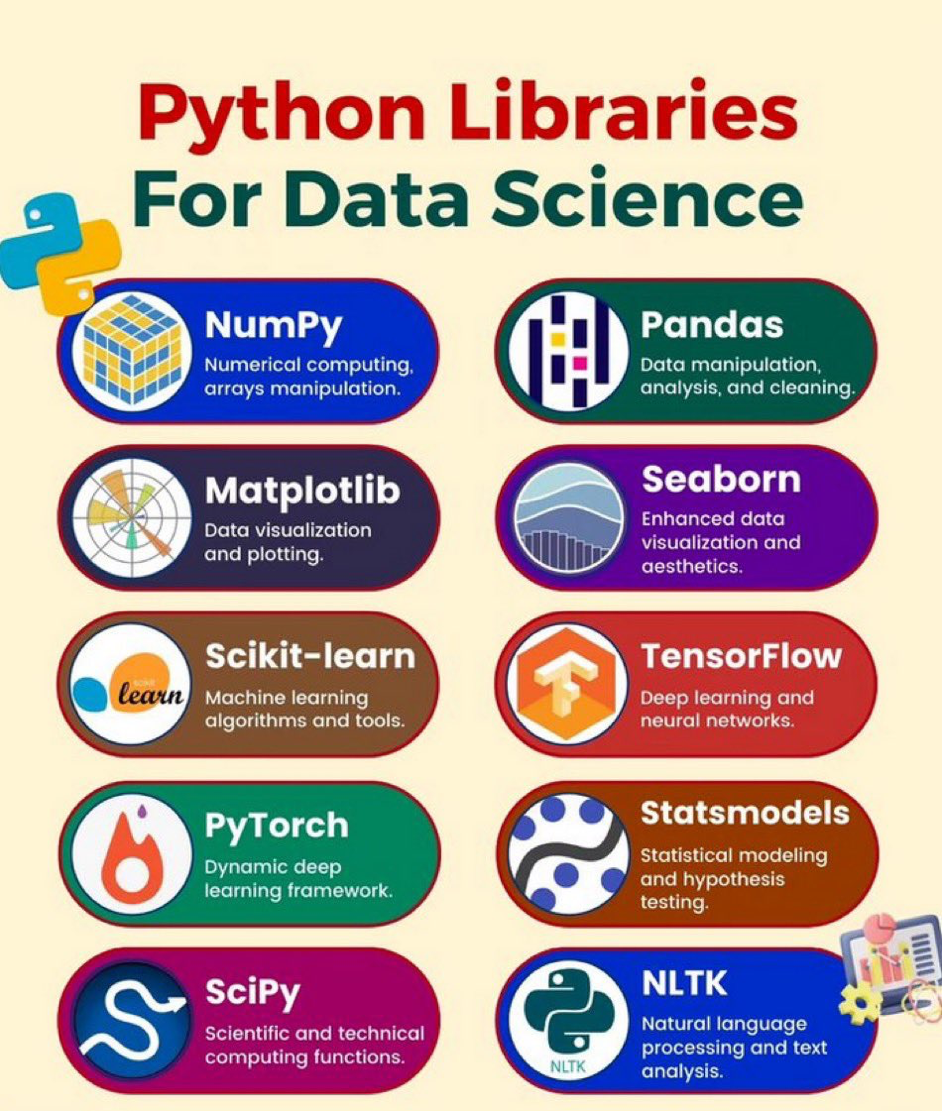 Python Libraries
For Data Science
NumPy
Numerical computing,
arrays manipulation.
Pandas
Data manipulation,
analysis, and cleaning.
Matplotlib
Data visualization
and plotting.
Seaborn
Enhanced data
visualization and
aesthetics.
scikit
learn
Scikit-learn
Machine learning
algorithms and tools.
TensorFlow
Deep learning and
neural networks.
PyTorch
Dynamic deep
learning framework.
Statsmodels
Statistical modeling
and hypothesis
testing.
SciPy
Scientific and technical
computing functions.
NLTK
NLTK
Natural language
processing and text
analysis.